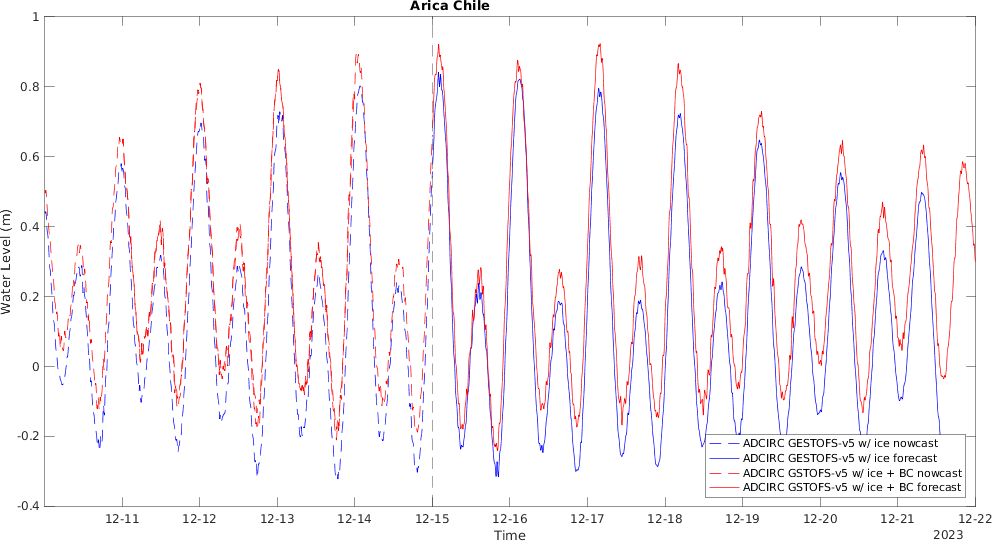 Arica Chile
1
0.8
0.6
0.4
0.2
0
-0.2
-0.4
Water Level (m)
ADCIRC GESTOFS-v5 w/ ice nowcast
ADCIRC GESTOFS-v5 w/ ice forecast
ADCIRC GSTOFS-v5 w/ ice + BC nowcast
ADCIRC GSTOFS-v5 w/ ice + BC forecast
12-11 12-12 12-13 12-14 12-15 12-16 12-17 12-18 12-19 12-20 12-21 12-22
Time
2023